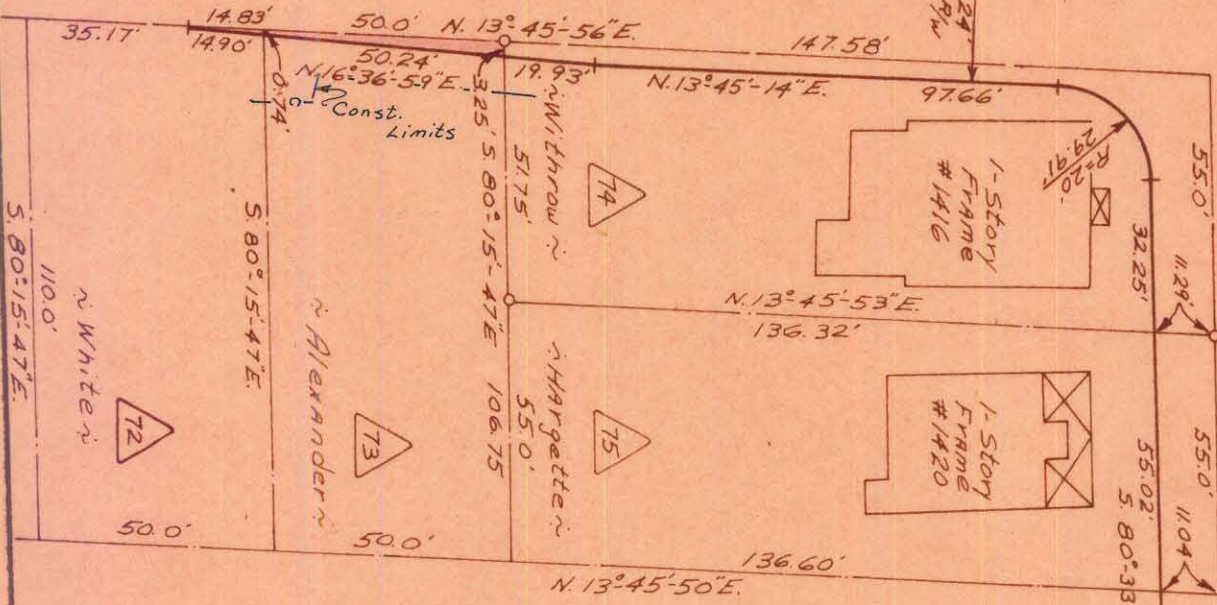 24'
R/W
14.83'
50.0'
N. 13°-45'-56"E.
147.58'
35.17'
14.90'
50.24'
N.16°-36'-59"E.
19.93'
N.13°-45'-14"E.
97.66'
0.74'
3.25'
Const.
Limits
R=20'
29.91'
55.0'
32.25'
11.29'
~Withrow~
51.75'
74
1-Story
Frame
#1416
S. 80°-15'-47"E
106.75
N.13°-45'-53"E.
136.32'
S. 80°-15'-47"E.
110.0'
~White~
72
S. 80°-15'-47"E.
~Alexander~
73
~Hargette~
55.0'
75
1-Story
Frame
#1420
55.0'
55.02'
S. 80°-33
11.04'
50.0'
50.0'
136.60'
N. 13°-45'-50"E.